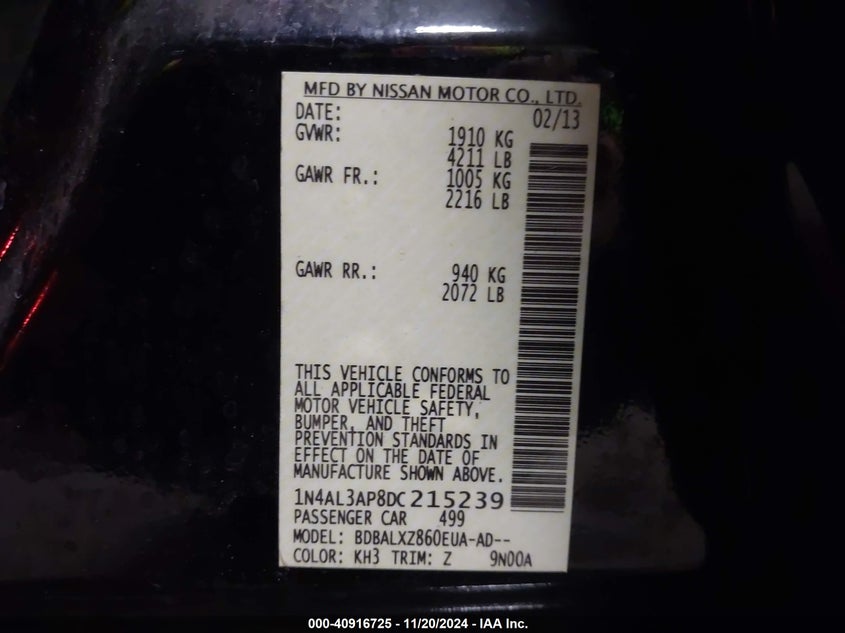 MFD BY NISSAN MOTOR CO., LTD.
DATE: 02/13
GVWR: 1910 KG
4211 LB
GAWR FR.: 1005 KG
2216 LB
GAWR RR.: 940 KG
2072 LB
THIS VEHICLE CONFORMS TO
ALL APPLICABLE FEDERAL
MOTOR VEHICLE SAFETY,
BUMPER, AND THEFT
PREVENTION STANDARDS IN
EFFECT ON THE DATE OF
MANUFACTURE SHOWN ABOVE.
1N4AL3AP8DC215239
PASSENGER CAR 499
MODEL: BDBALXZ860EUA-AD--
COLOR: KH3 TRIM: Z 9N00A
000-40916725 - 11/20/2024 - IAA Inc.